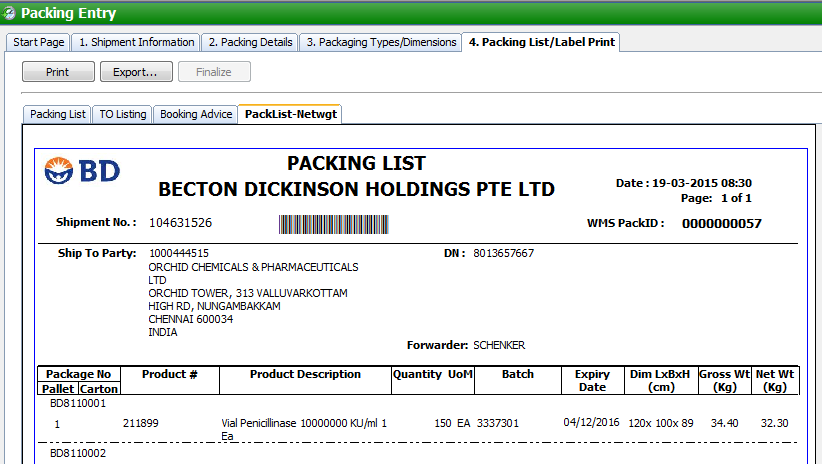 Packing Entry
Start Page 1. Shipment Information 2. Packing Details 3. Packaging Types/Dimensions 4. Packing List/Label Print
Print Export... Finalize
Packing List TO Listing Booking Advice PackList-Netwgt
BD
PACKING LIST
BECTON DICKINSON HOLDINGS PTE LTD
Date : 19-03-2015 08:30
Page: 1 of 1
Shipment No. : 104631526
WMS PackID : 0000000057
Ship To Party: 1000444515 DN : 8013657667
ORCHID CHEMICALS & PHARMACEUTICALS
LTD
ORCHID TOWER, 313 VALLUVARKOTTAM
HIGH RD, NUNGAMBAKKAM
CHENNAI 600034
INDIA
Forwarder: SCHENKER
Package No Product # Product Description Quantity UoM Batch Expiry Dim LxBxH Gross Wt Net Wt
Pallet Carton Date (cm) (Kg) (Kg)
BD8110001
1 211899 Vial Penicillinase 10000000 KU/ml 1 150 EA 3337301 04/12/2016 120x 100x 89 34.40 32.30
Ea
BD8110002